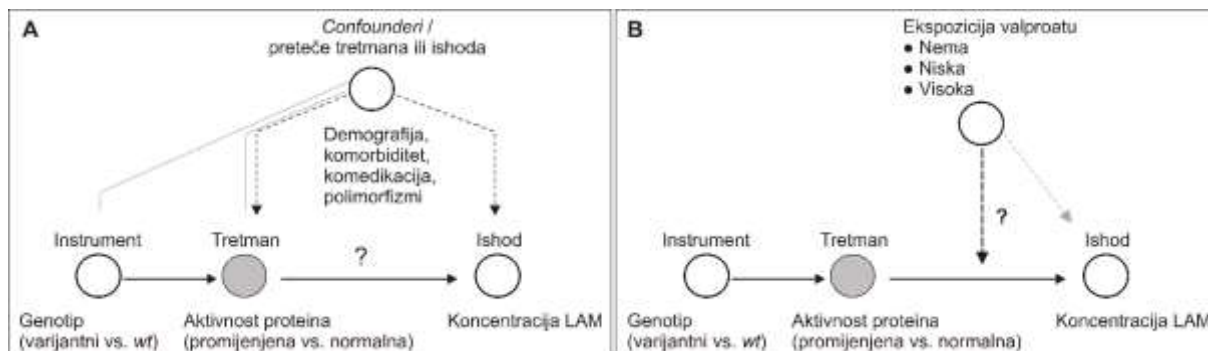 A
Confounderi /
preteče tretmana ili ishoda
Demografija,
komorbiditet,
komedikacija,
polimorfizmi
Instrument
Tretman
?
Ishod
Genotip
(varijantni vs. wt)
Aktivnost proteina
(promijenjena vs. normalna)
Koncentracija LAM
B
Ekspozicija valproatu
● Nema
● Niska
● Visoka
?
Instrument
Tretman
Ishod
Genotip
(varijantni vs. wt)
Aktivnost proteina
(promijenjena vs. normalna)
Koncentracija LAM